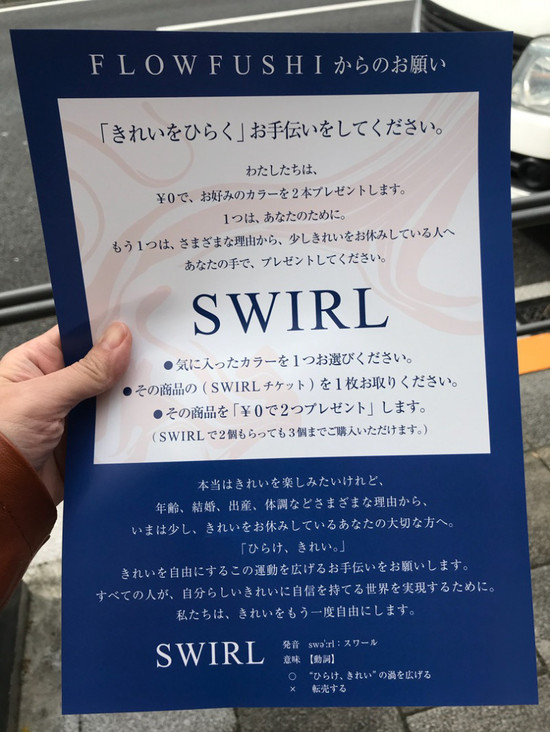 FLOWFUSHIからのお願い
「きれいをひらく」お手伝いをしてください。
わたしたちは、
¥0で、お好みのカラーを2本プレゼントします。
1つは、あなたのために。
もう1つは、さまざまな理由から、少しきれいをお休みしている人へ
あなたの手で、プレゼントしてください。
SWIRL
●気に入ったカラーを1つお選びください。
●その商品の(SWIRLチケット)を1枚お取りください。
●その商品を「¥0で2つプレゼント」します。
(SWIRLで2個もらっても3個までご購入いただけます。)
本当はきれいを楽しみたいけれど、
年齢、結婚、出産、体調などさまざまな理由から、
いまは少し、きれいをお休みしているあなたの大切な方へ。
「ひらけ、きれい。」
きれいを自由にするこの運動を広げるお手伝いをお願いします。
すべての人が、自分らしいきれいに自信を持てる世界を実現するために。
私たちは、きれいをもう一度自由にします。
SWIRL
発音 swə':rl：スワール
意味 【動詞】
○ "ひらけ、きれい"の渦を広げる
× 転売する